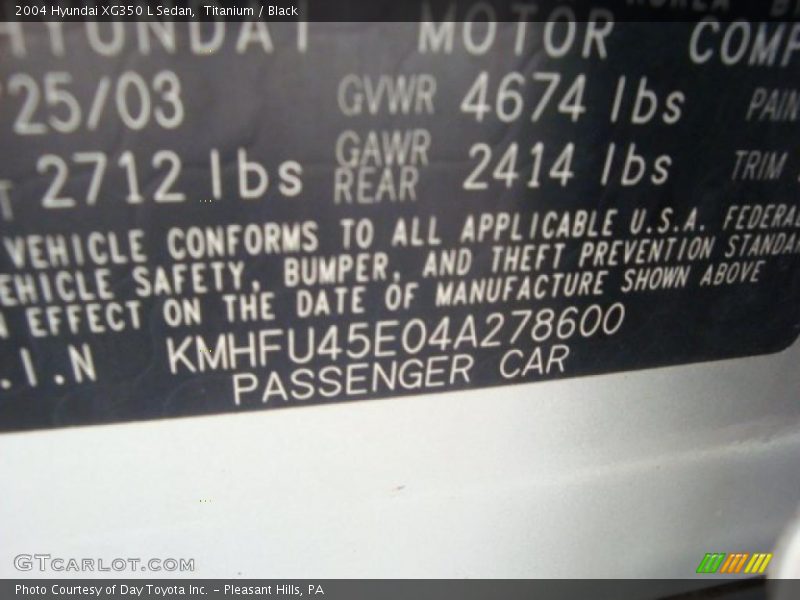 2004 Hyundai XG350 L Sedan, Titanium / Black
HYUNDAI MOTOR COMP
25/03 GVWR 4674 lbs PAIN
T 2712 lbs GAWR REAR 2414 lbs TRIM
VEHICLE CONFORMS TO ALL APPLICABLE U.S.A. FEDERAL
EHICLE SAFETY, BUMPER, AND THEFT PREVENTION STANDAR
N EFFECT ON THE DATE OF MANUFACTURE SHOWN ABOVE
.I.N KMHFU45E04A278600
PASSENGER CAR
GTCARLOT.COM
Photo Courtesy of Day Toyota Inc. - Pleasant Hills, PA